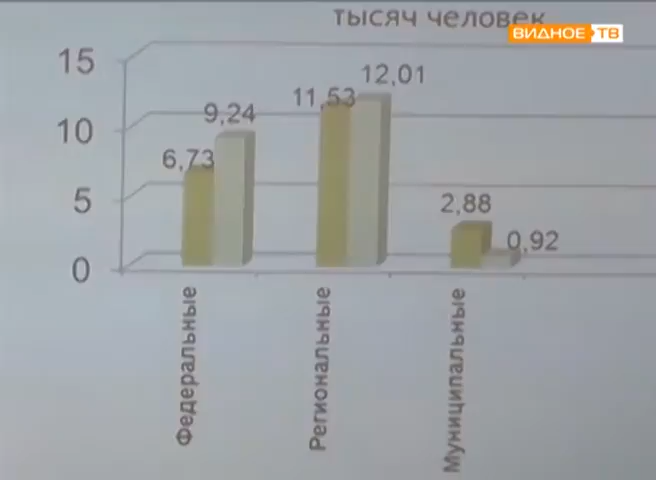 тысяч человек
ВИДНОЕ ТВ
15
10
5
0
6,73
9,24
11,53
12,01
2,88
0,92
Федеральные
Региональные
Муниципальные